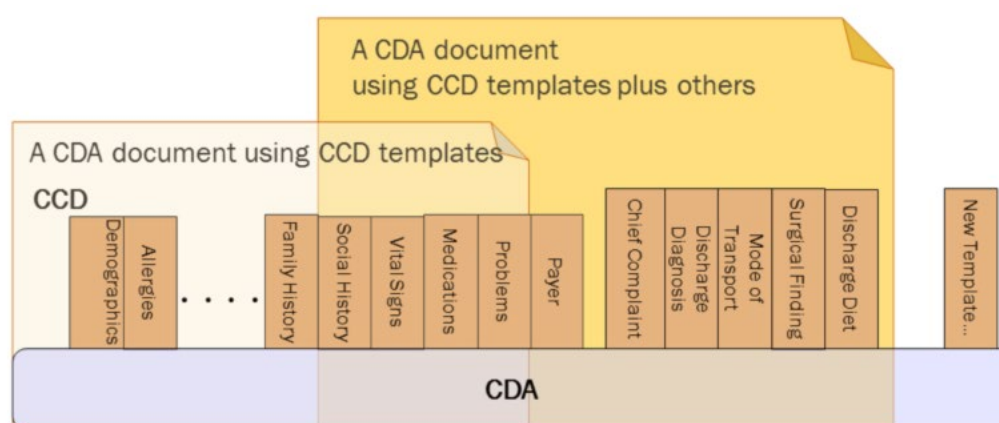 A CDA document
using CCD templates plus others
A CDA document using CCD templates
CCD
Demographics
Allergies
. . . . .
Family History
Social History
Vital Signs
Medications
Problems
Payer
Chief Complaint
Discharge
Diagnosis
Mode of
Transport
Surgical Finding
Discharge Diet
New Template...
CDA